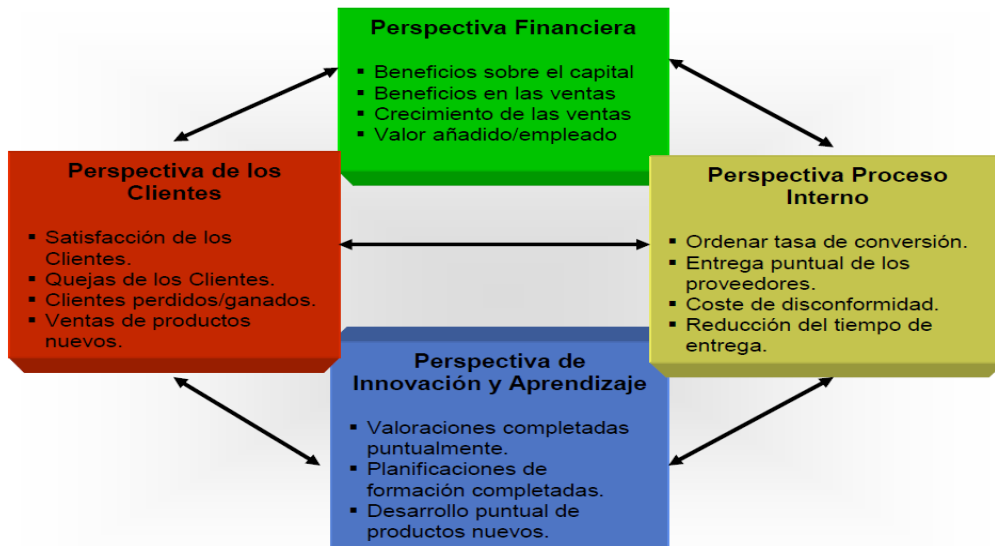 Perspectiva Financiera
▪ Beneficios sobre el capital
▪ Beneficios en las ventas
▪ Crecimiento de las ventas
▪ Valor añadido/empleado
Perspectiva de los
Clientes
▪ Satisfacción de los
Clientes.
▪ Quejas de los Clientes.
▪ Clientes perdidos/ganados.
▪ Ventas de productos
nuevos.
Perspectiva Proceso
Interno
▪ Ordenar tasa de conversión.
▪ Entrega puntual de los
proveedores.
▪ Coste de disconformidad.
▪ Reducción del tiempo de
entrega.
Perspectiva de
Innovación y Aprendizaje
▪ Valoraciones completadas
puntualmente.
▪ Planificaciones de
formación completadas.
▪ Desarrollo puntual de
productos nuevos.